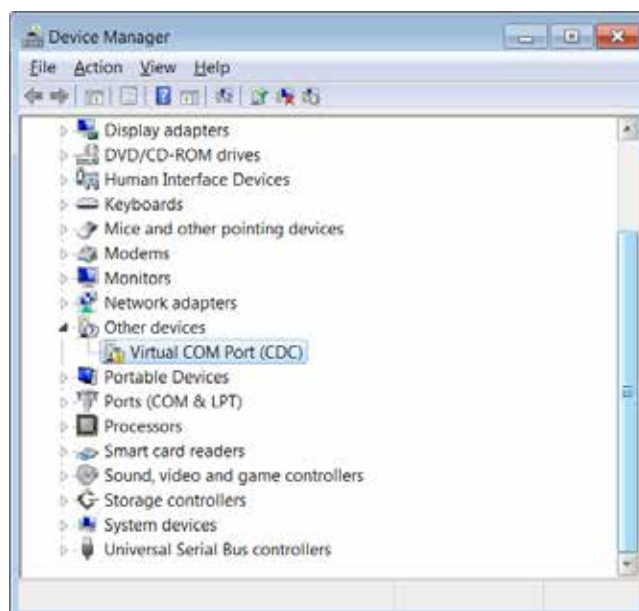 Device Manager
File Action View Help
Display adapters
DVD/CD-ROM drives
Human Interface Devices
Keyboards
Mice and other pointing devices
Modems
Monitors
Network adapters
Other devices
Virtual COM Port (CDC)
Portable Devices
Ports (COM & LPT)
Processors
Smart card readers
Sound, video and game controllers
Storage controllers
System devices
Universal Serial Bus controllers